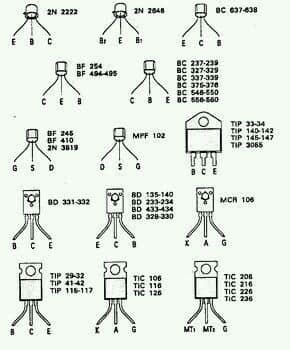 2N 2222
E B C
2N 2646
B2 E B1
BC 637-638
E C B
BF 254
BF 494-495
C E B
BC 237-239
BC 327-329
BC 337-339
BC 375-376
BC 546-550
BC 556-560
C B E
BF 245
BF 410
2N 3819
G S D
MPF 102
D S G
TIP 33-34
TIP 140-142
TIP 145-147
TIP 3055
B C E
BD 331-332
B C E
BD 135-140
BD 233-234
BD 433-434
BD 329-330
E C B
MCR 106
K A G
TIP 29-32
TIP 41-42
TIP 115-117
B C E
TIC 106
TIC 116
TIC 126
K A G
TIC 206
TIC 216
TIC 226
TIC 236
MT1 MT2 G